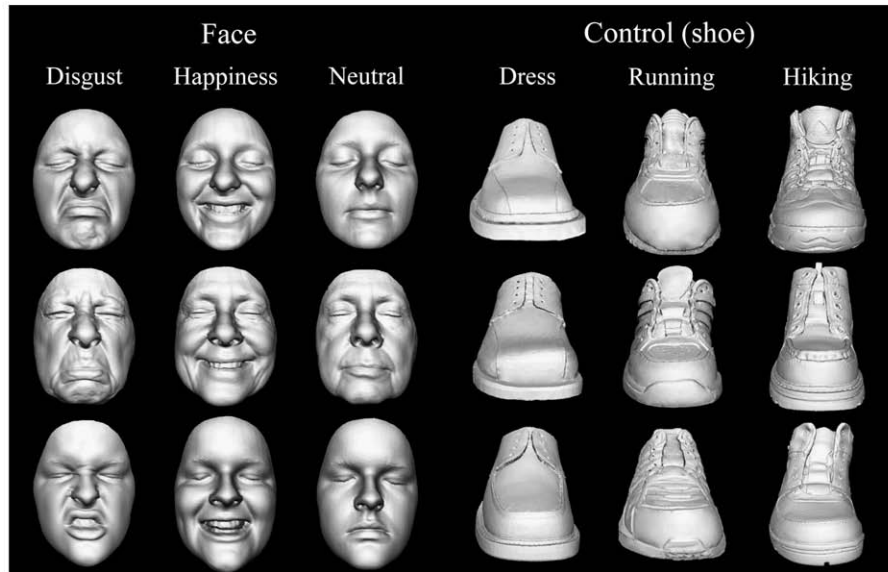 Face
Control (shoe)
Disgust
Happiness
Neutral
Dress
Running
Hiking